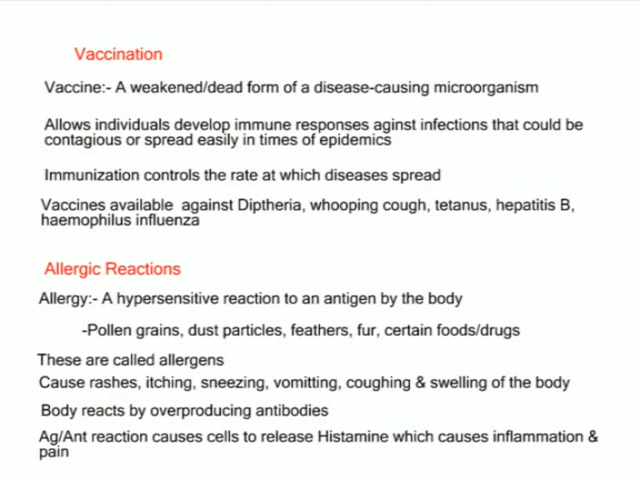 Vaccination
Vaccine:- A weakened/dead form of a disease-causing microorganism
Allows individuals develop immune responses aginst infections that could be
contagious or spread easily in times of epidemics
Immunization controls the rate at which diseases spread
Vaccines available against Diptheria, whooping cough, tetanus, hepatitis B,
haemophilus influenza
Allergic Reactions
Allergy:- A hypersensitive reaction to an antigen by the body
-Pollen grains, dust particles, feathers, fur, certain foods/drugs
These are called allergens
Cause rashes, itching, sneezing, vomitting, coughing & swelling of the body
Body reacts by overproducing antibodies
Ag/Ant reaction causes cells to release Histamine which causes inflammation &
pain